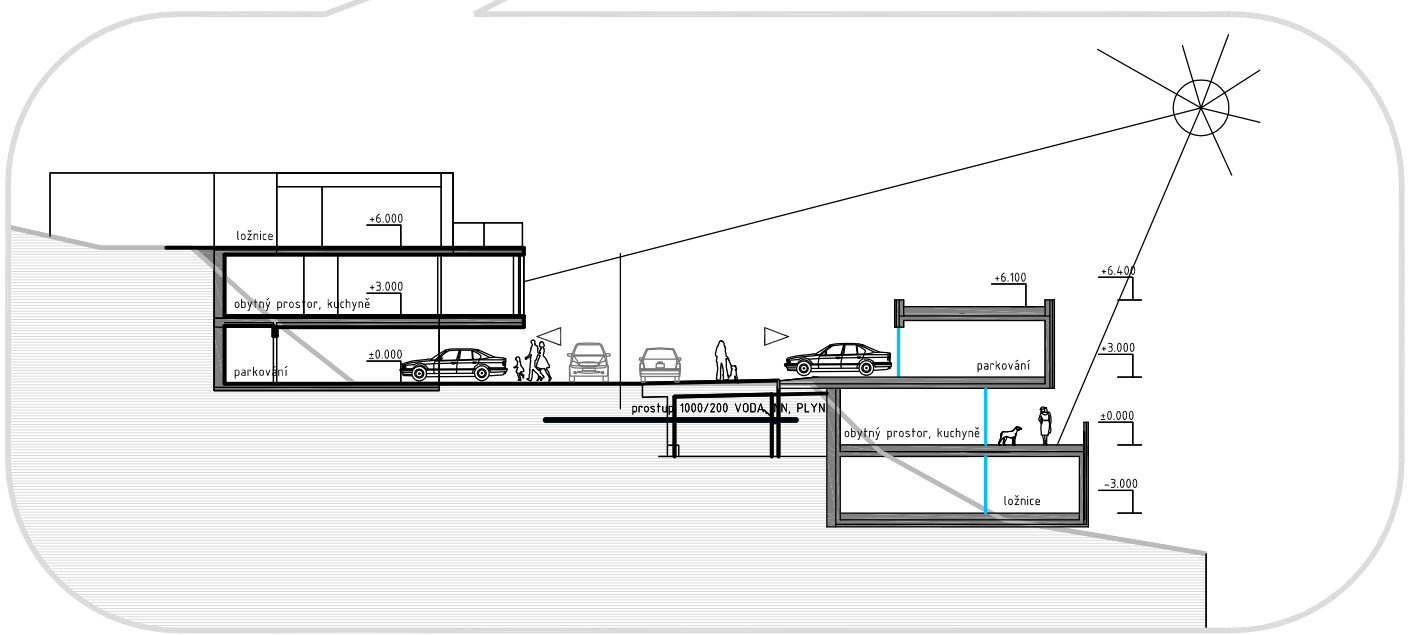 +6.000
ložnice
+3.000
obytný prostor, kuchyně
±0.000
parkování
prostup 1000/200 VODA, NN, PLYN
+6.100
+6.400
parkování
+3.000
obytný prostor, kuchyně
±0.000
ložnice
-3.000